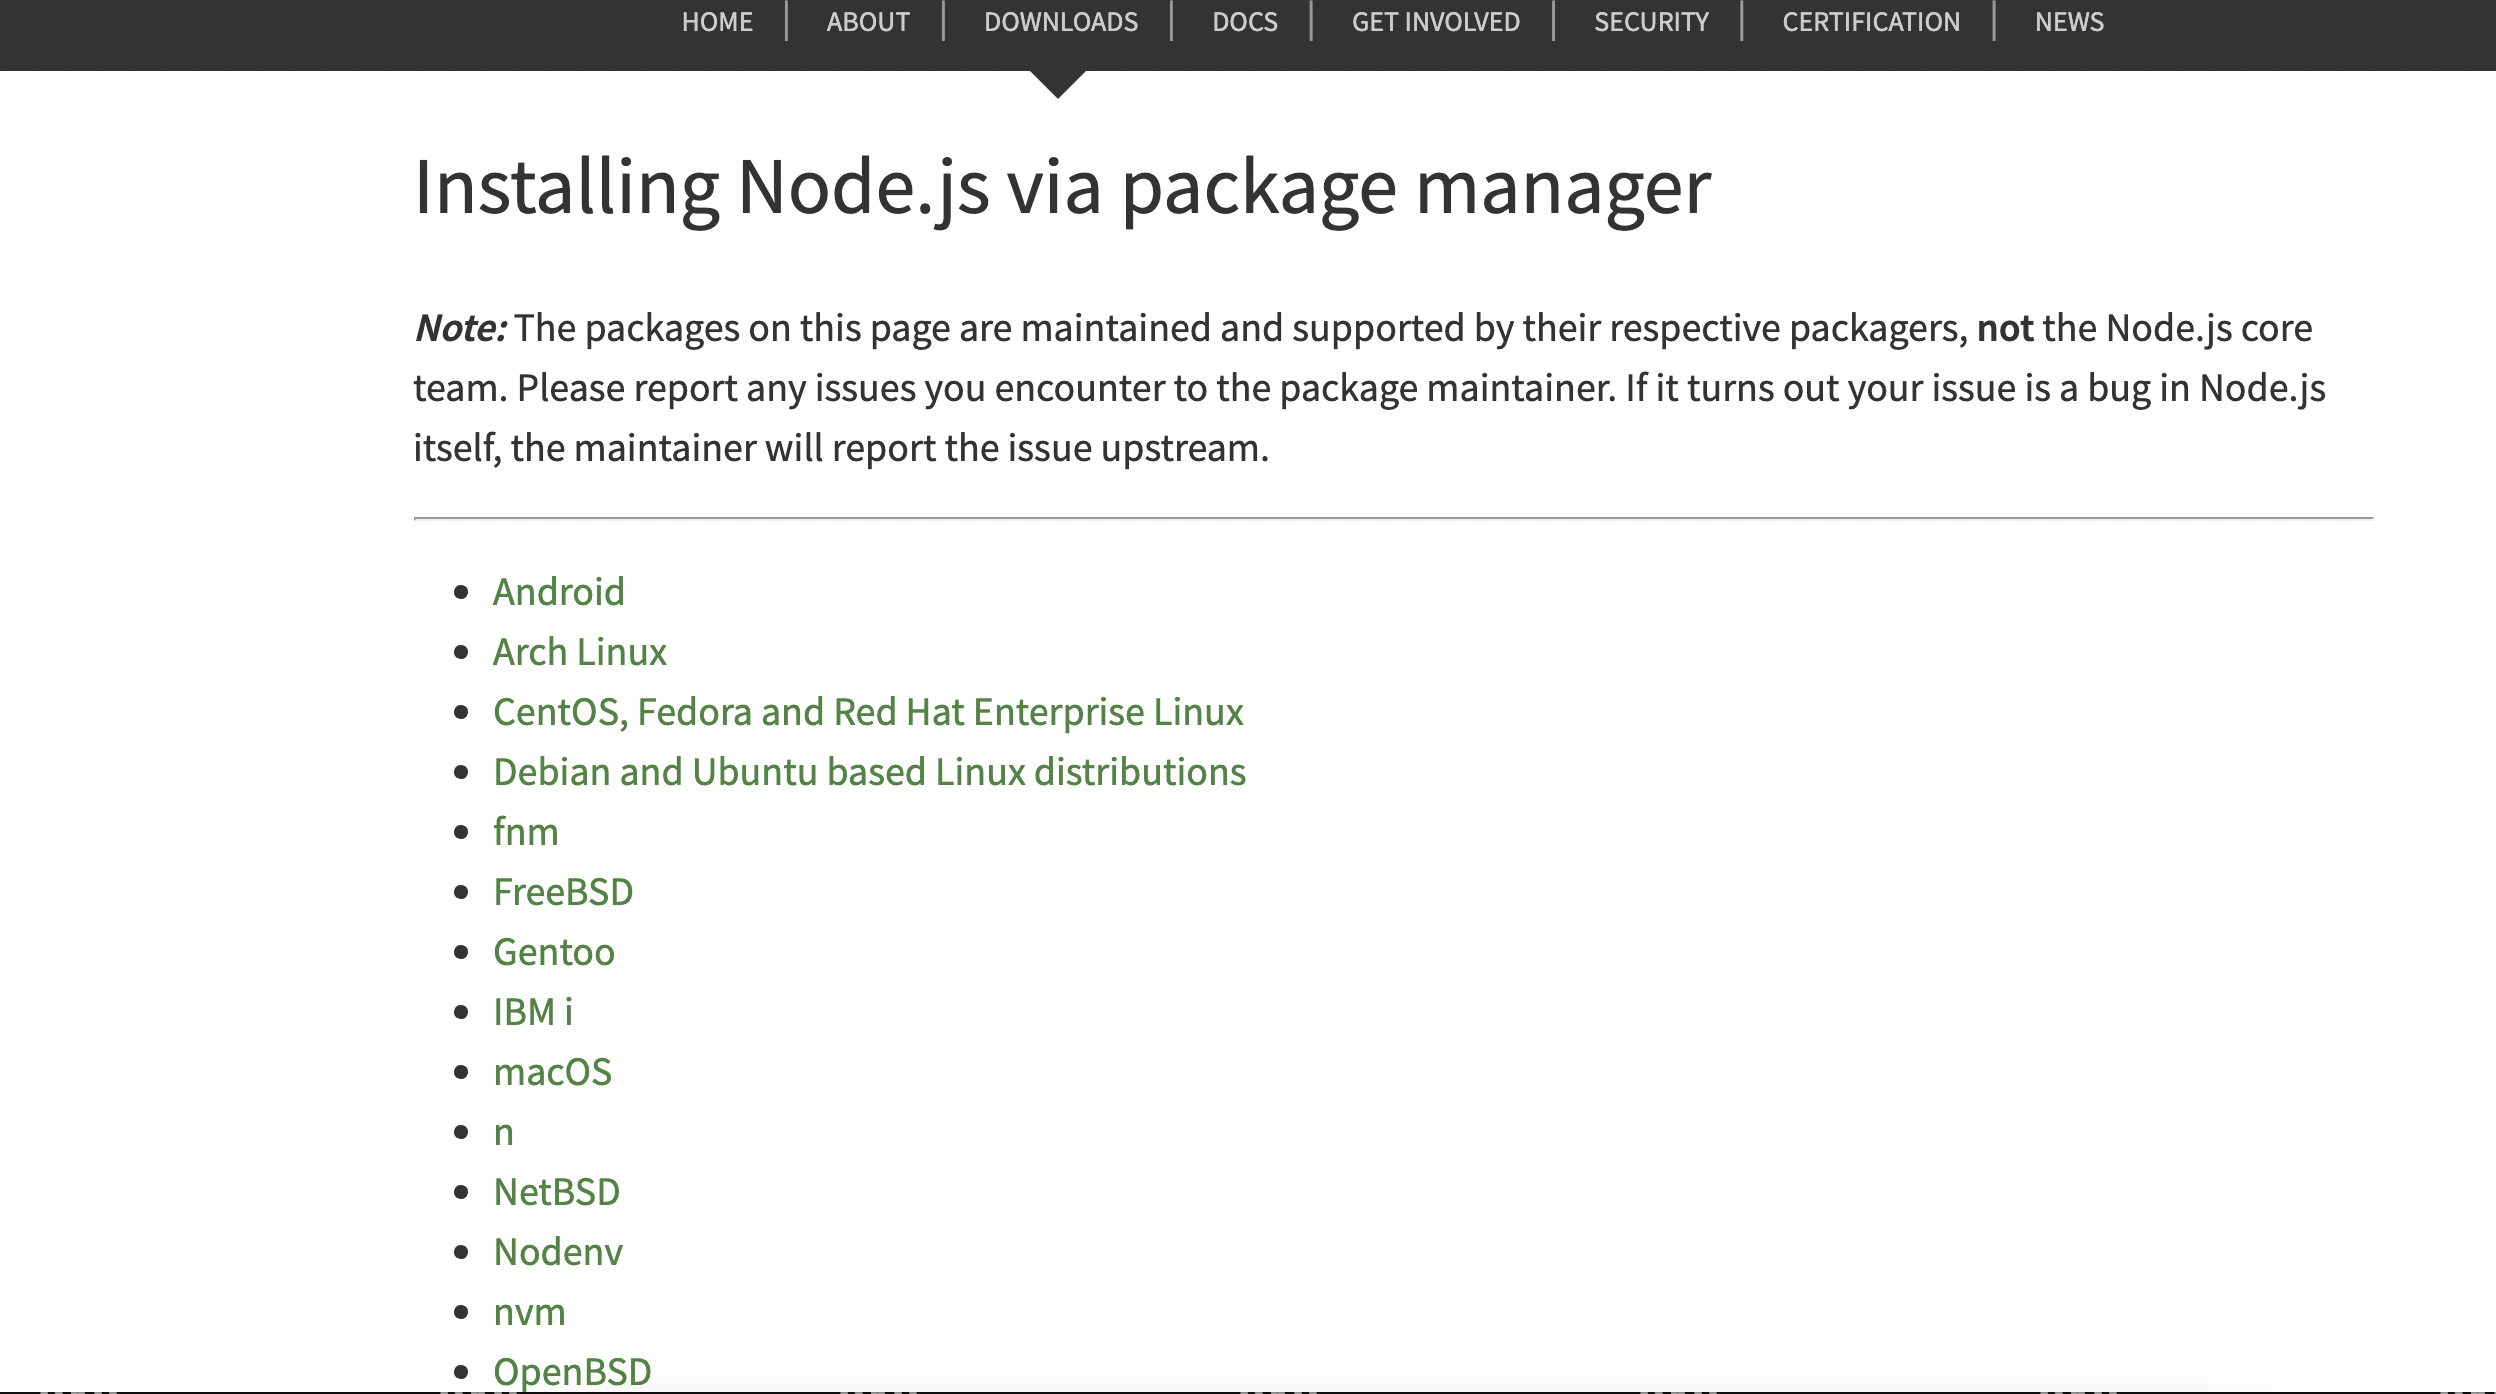 HOME ABOUT DOWNLOADS DOCS GET INVOLVED SECURITY CERTIFICATION NEWS
Installing Node.js via package manager
Note: The packages on this page are maintained and supported by their respective packagers, not the Node.js core
team. Please report any issues you encounter to the package maintainer. If it turns out your issue is a bug in Node.js
itself, the maintainer will report the issue upstream.
Android
Arch Linux
CentOS, Fedora and Red Hat Enterprise Linux
Debian and Ubuntu based Linux distributions
fnm
FreeBSD
Gentoo
IBM i
macOS
n
NetBSD
Nodenv
nvm
OpenBSD